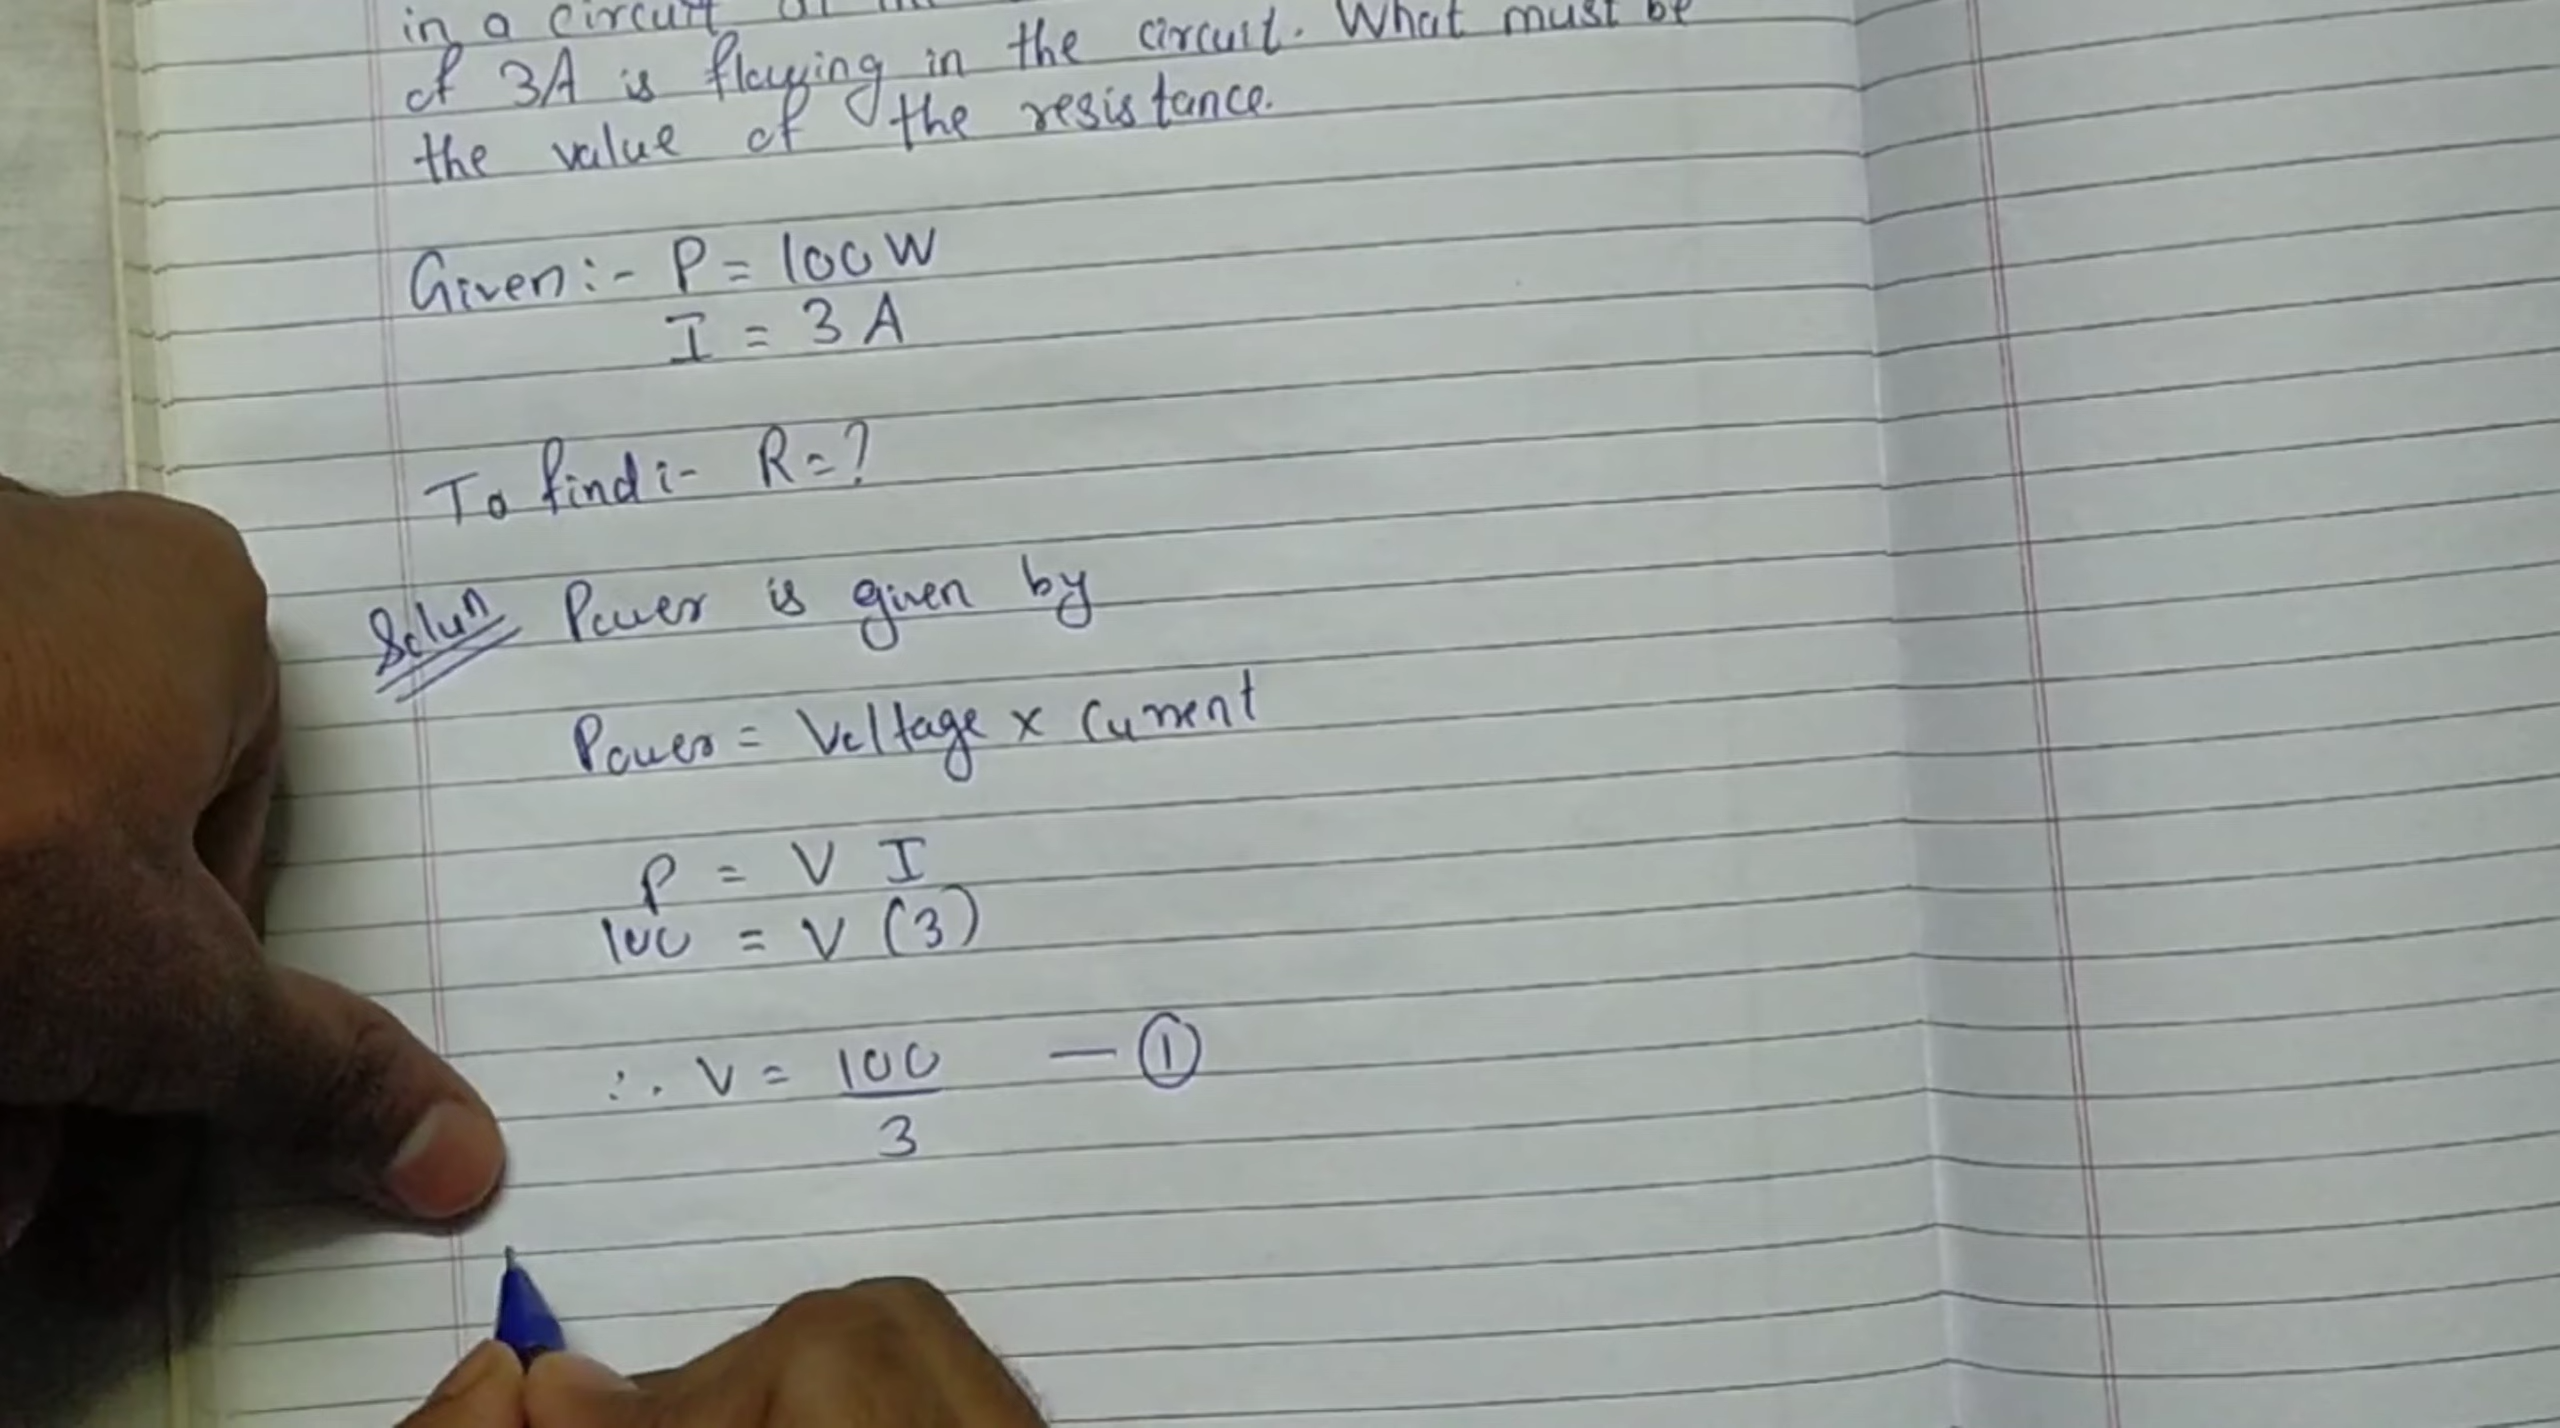 in a circuit
of 3A is flowing in the circuit. What must be
the value of the resistance.
Given :- P = 100 W
I = 3 A
To find :- R = ?
Solun Power is given by
Power = Voltage × Current
P = V I
100 = V (3)
∴ V = 100 — ①
3